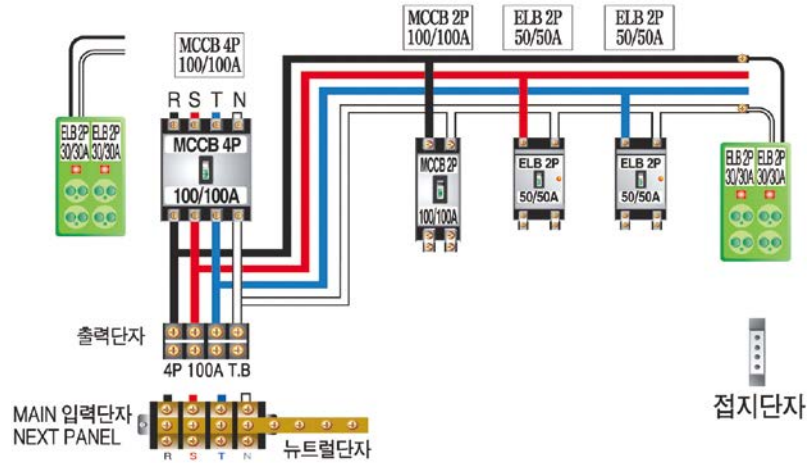 MCCB 4P
100/100A
MCCB 2P
100/100A
ELB 2P
50/50A
ELB 2P
50/50A
R S T N
ELB 2P
30/30A
ELB 2P
30/30A
MCCB 4P
100/100A
MCCB 2P
100/100A
ELB 2P
50/50A
ELB 2P
50/50A
ELB 2P
30/30A
ELB 2P
30/30A
출력단자
4P 100A T.B
접지단자
MAIN 입력단자
NEXT PANEL
R S T N
뉴트럴단자